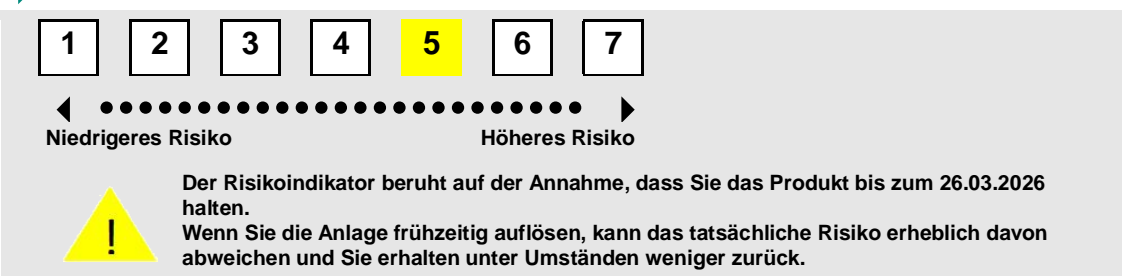 1 2 3 4 5 6 7
Niedrigeres Risiko Höheres Risiko
Der Risikoindikator beruht auf der Annahme, dass Sie das Produkt bis zum 26.03.2026
halten.
Wenn Sie die Anlage frühzeitig auflösen, kann das tatsächliche Risiko erheblich davon
abweichen und Sie erhalten unter Umständen weniger zurück.
!